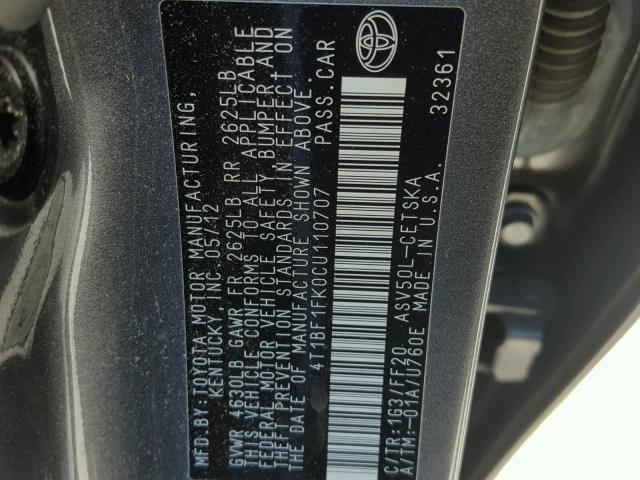 MFD.BY:TOYOTA MOTOR MANUFACTURING,
KENTUCKY, INC. 05/12
GVWR 4630LB GAWR FR 2625LB RR 2625LB
THIS VEHICLE CONFORMS TO ALL APPLICABLE
FEDERAL MOTOR VEHICLE SAFETY, BUMPER, AND
THEFT PREVENTION STANDARDS IN EFFECT ON
THE DATE OF MANUFACTURE SHOWN ABOVE.
4T1BF1FK0CU110707 PASS.CAR
C/TR:1G3/FF20 ASV50L-CETSKA
A/TM:-01A/U760E MADE IN U.S.A. 32361